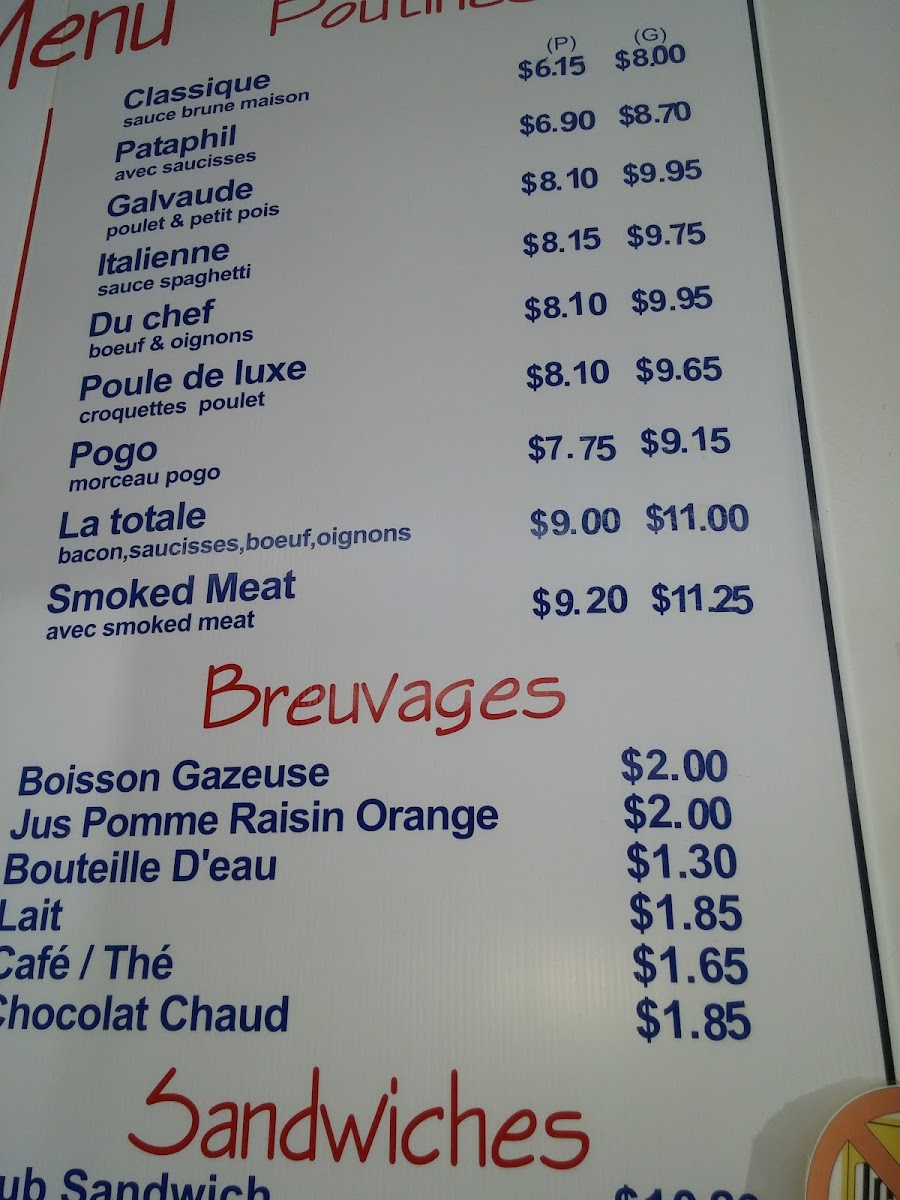 Menu Poutines
(P) (G)
Classique $6.15 $8.00
sauce brune maison
Pataphil $6.90 $8.70
avec saucisses
Galvaude $8.10 $9.95
poulet & petit pois
Italienne $8.15 $9.75
sauce spaghetti
Du chef $8.10 $9.95
boeuf & oignons
Poule de luxe $8.10 $9.65
croquettes poulet
Pogo $7.75 $9.15
morceau pogo
La totale $9.00 $11.00
bacon,saucisses,boeuf,oignons
Smoked Meat $9.20 $11.25
avec smoked meat
Breuvages
Boisson Gazeuse $2.00
Jus Pomme Raisin Orange $2.00
Bouteille D'eau $1.30
Lait $1.85
Café / Thé $1.65
Chocolat Chaud $1.85
Sandwiches
ub Sandwich